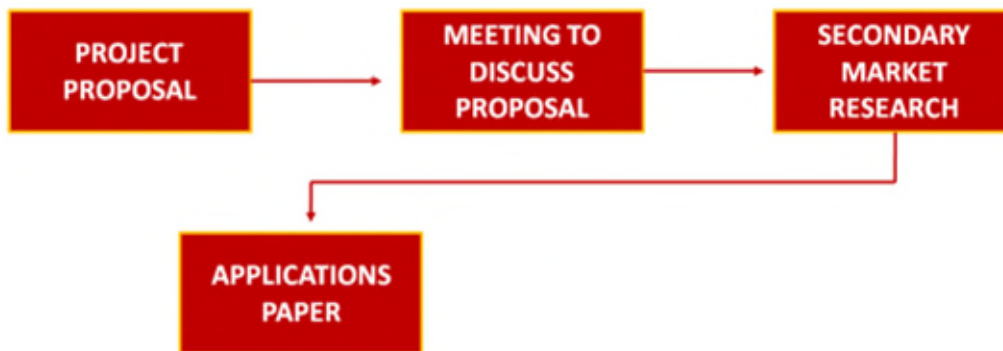 PROJECT
PROPOSAL
MEETING TO
DISCUSS
PROPOSAL
SECONDARY
MARKET
RESEARCH
APPLICATIONS
PAPER